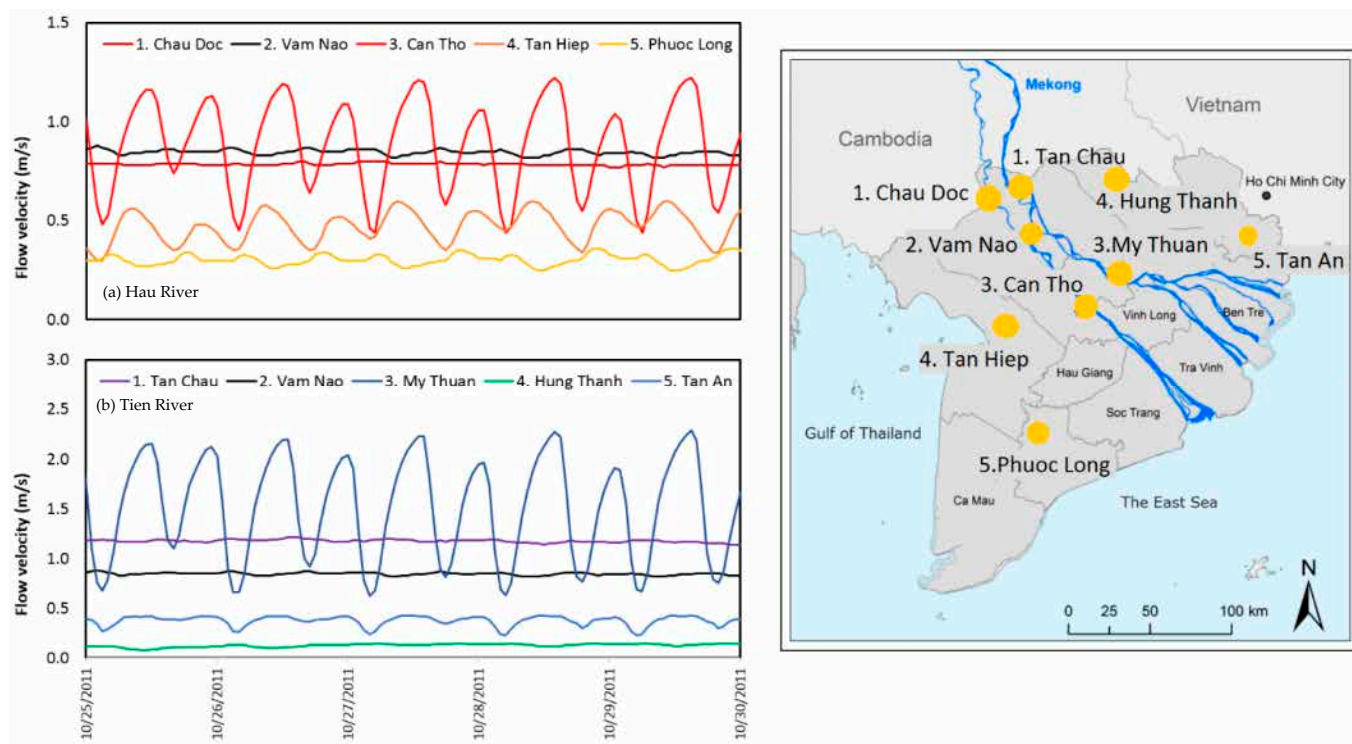 1.5
1. Chau Doc 2. Vam Nao 3. Can Tho 4. Tan Hiep 5. Phuoc Long
1.0
Flow velocity (m/s)
0.5
(a) Hau River
0.0
3.0
1. Tan Chau 2. Vam Nao 3. My Thuan 4. Hung Thanh 5. Tan An
2.5
(b) Tien River
2.0
Flow velocity (m/s)
1.5
1.0
0.5
0.0
10/25/2011
10/26/2011
10/27/2011
10/28/2011
10/29/2011
10/30/2011
Mekong
Vietnam
Cambodia
1. Tan Chau
Ho Chi Minh City
1. Chau Doc
4. Hung Thanh
2. Vam Nao
3.My Thuan
5. Tan An
3. Can Tho
Vinh Long
Ben Tre
4. Tan Hiep
Tra Vinh
Hau Giang
Soc Trang
Gulf of Thailand
5.Phuoc Long
Ca Mau
The East Sea
N
0 25 50 100 km